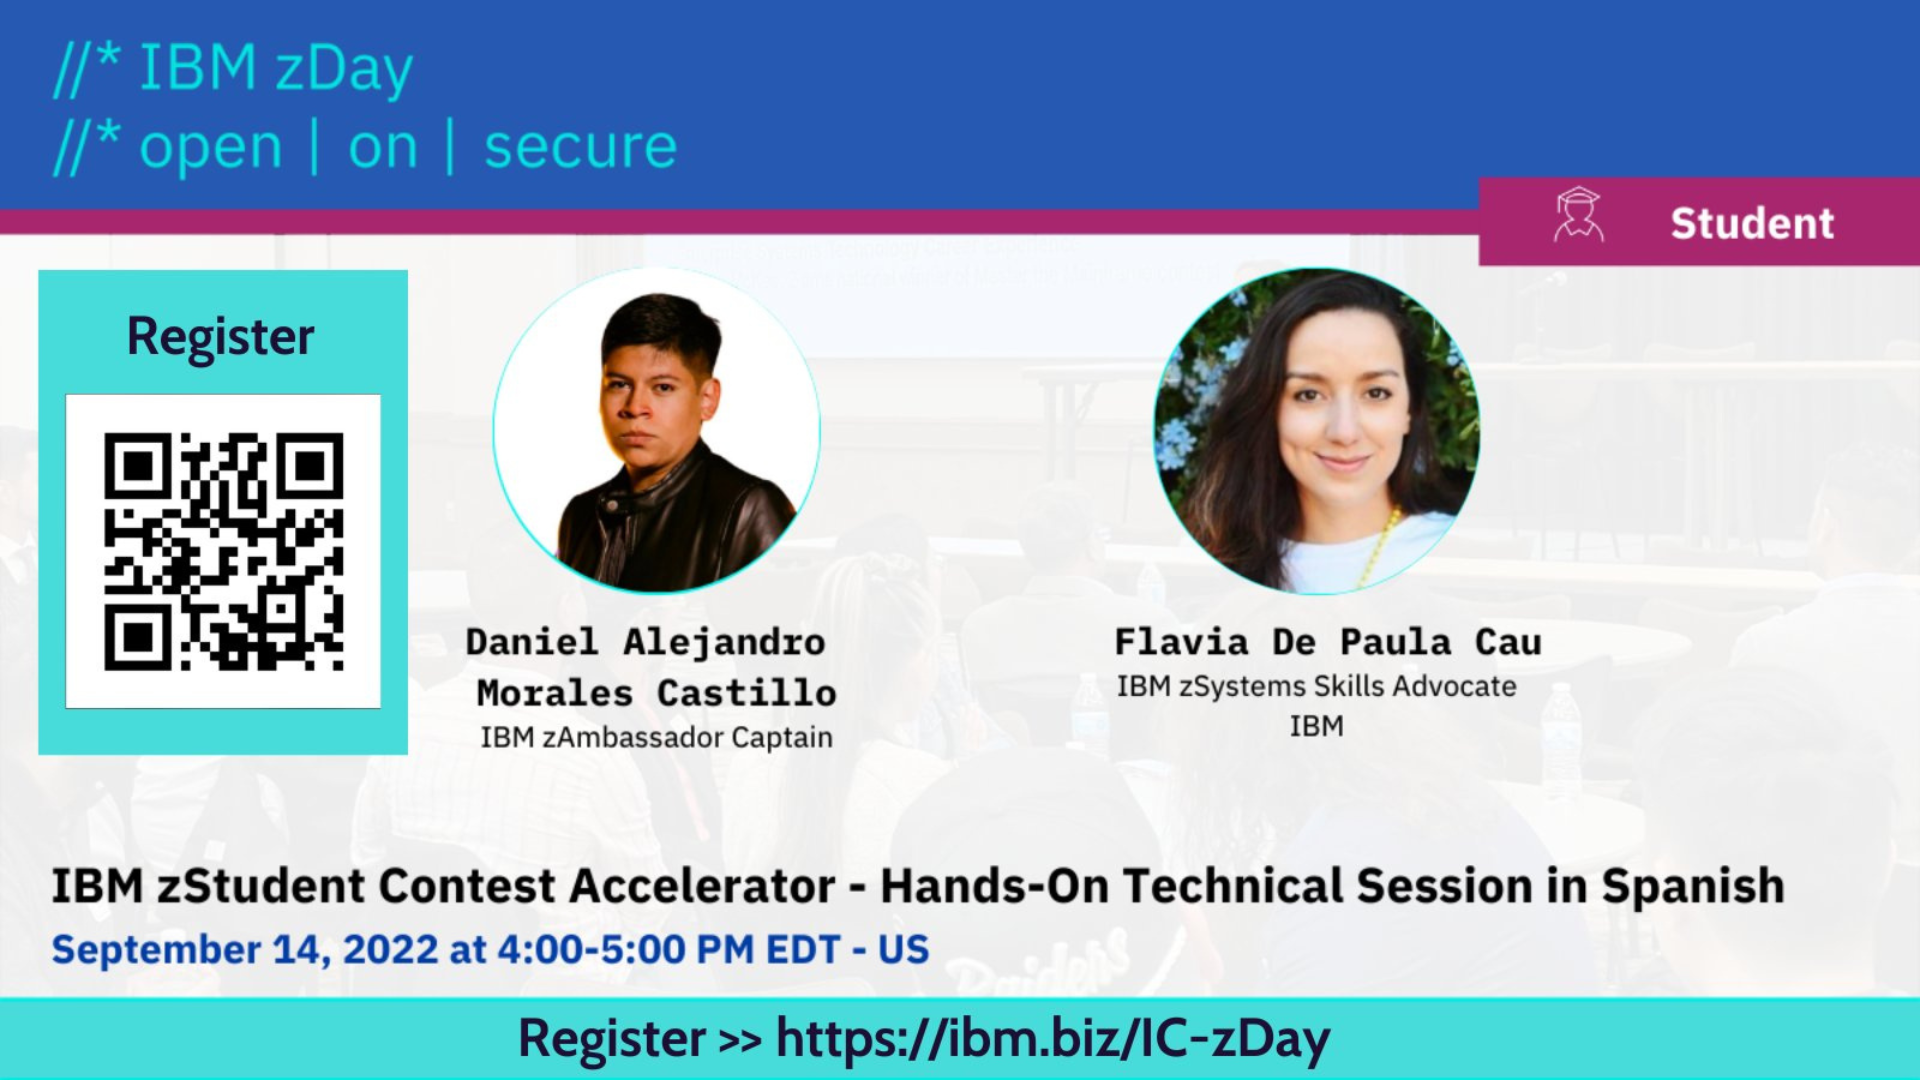 //* IBM zDay
//* open | on | secure
Student
Register
Daniel Alejandro
Morales Castillo
IBM zAmbassador Captain
Flavia De Paula Cau
IBM zSystems Skills Advocate
IBM
IBM zStudent Contest Accelerator - Hands-On Technical Session in Spanish
September 14, 2022 at 4:00-5:00 PM EDT - US
Raiders
Register >> https://ibm.biz/IC-zDay